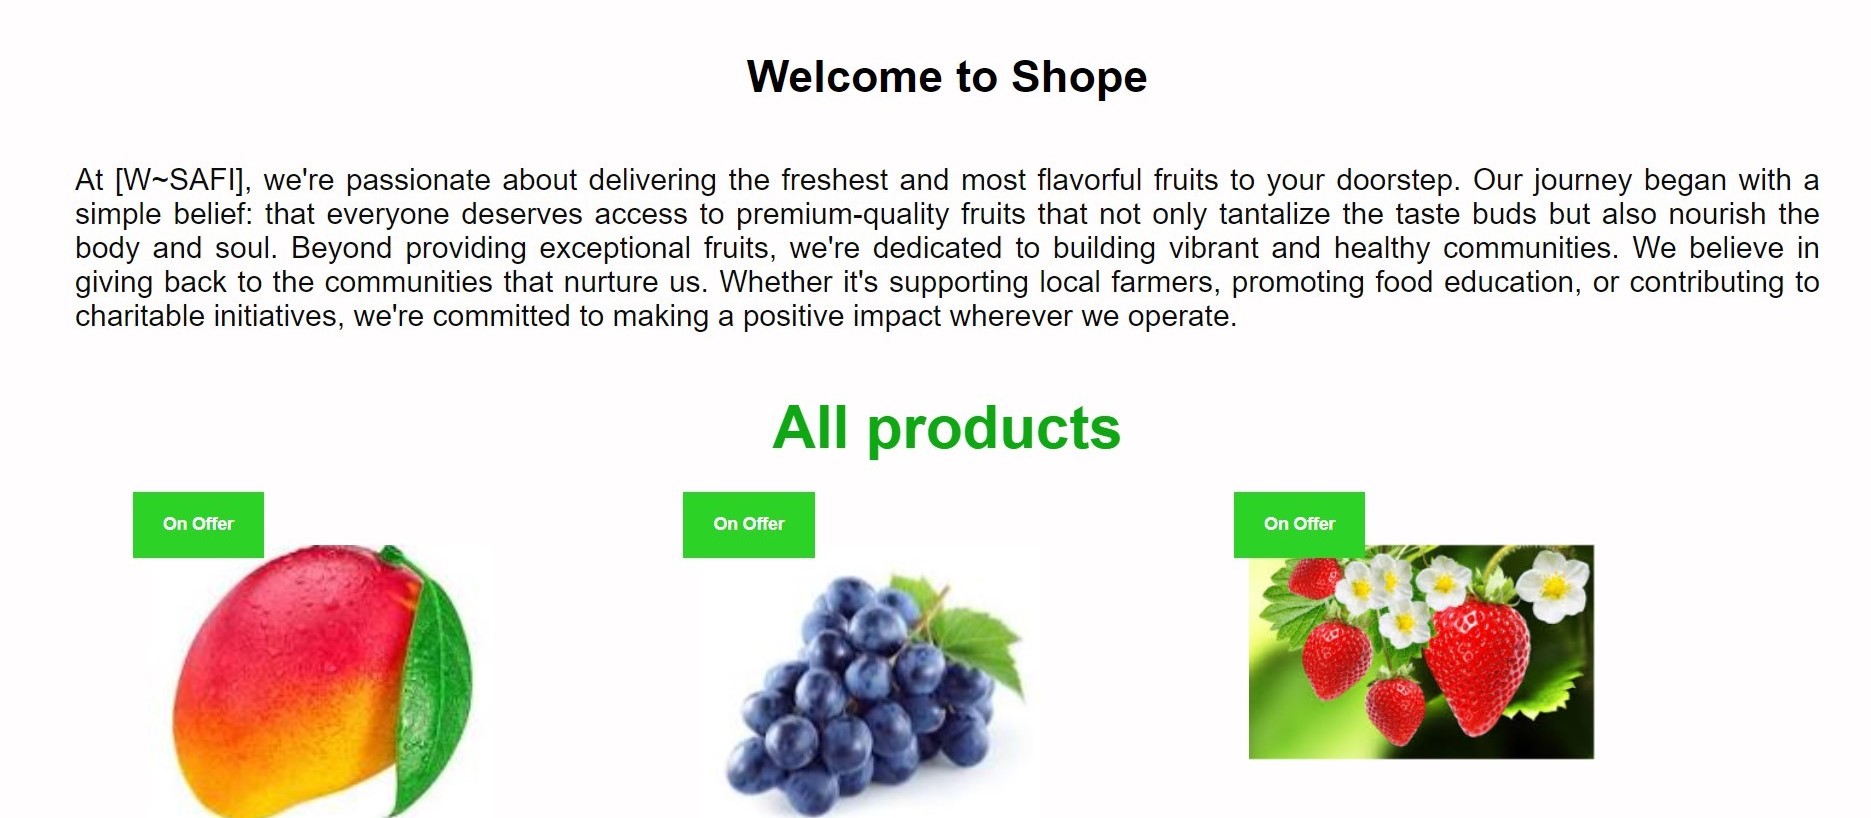 Welcome to Shope
At [W~SAFI], we're passionate about delivering the freshest and most flavorful fruits to your doorstep. Our journey began with a
simple belief: that everyone deserves access to premium-quality fruits that not only tantalize the taste buds but also nourish the
body and soul. Beyond providing exceptional fruits, we're dedicated to building vibrant and healthy communities. We believe in
giving back to the communities that nurture us. Whether it's supporting local farmers, promoting food education, or contributing to
charitable initiatives, we're committed to making a positive impact wherever we operate.
All products
On Offer
On Offer
On Offer